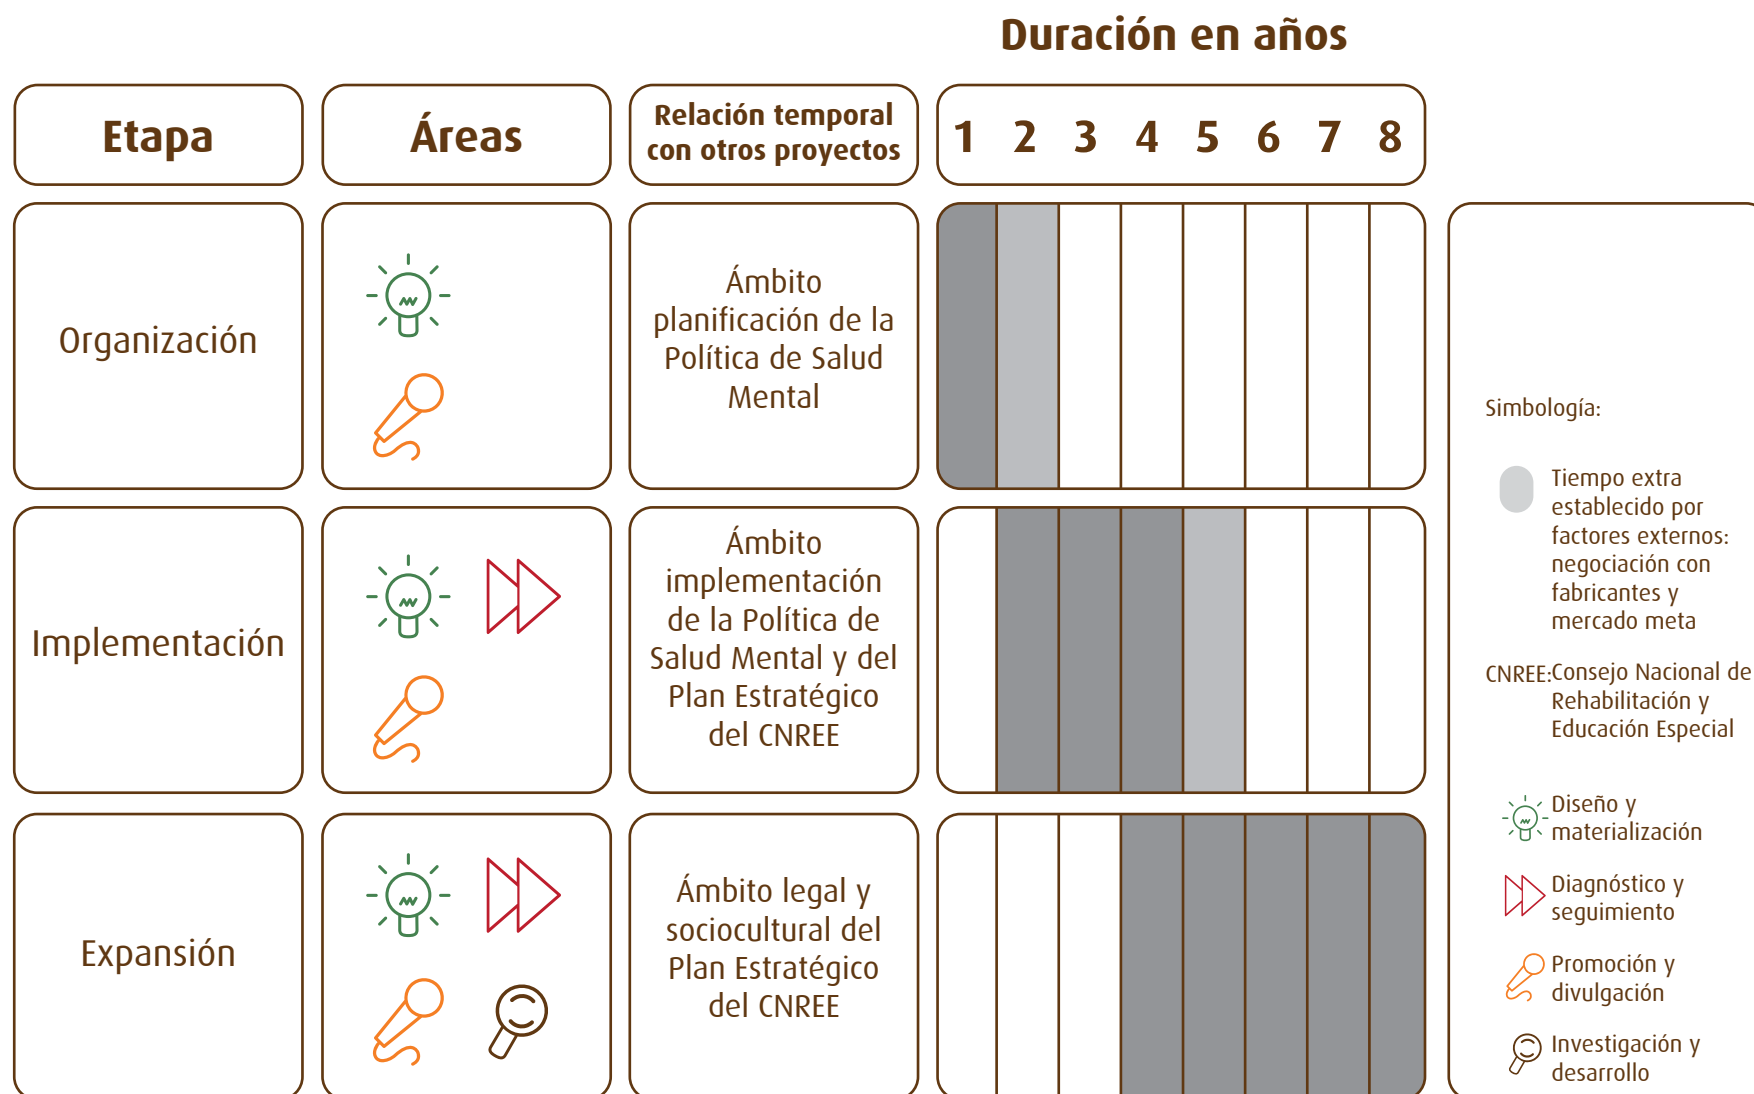 Duración en años
Etapa
Áreas
Relación temporal
con otros proyectos
1 2 3 4 5 6 7 8
Organización
Ámbito
planificación de la
Política de Salud
Mental
Implementación
Ámbito
implementación
de la Política de
Salud Mental y del
Plan Estratégico
del CNREE
Expansión
Ámbito legal y
sociocultural del
Plan Estratégico
del CNREE
Simbología:
Tiempo extra
establecido por
factores externos:
negociación con
fabricantes y
mercado meta
CNREE:Consejo Nacional de
Rehabilitación y
Educación Especial
Diseño y
materialización
Diagnóstico y
seguimiento
Promoción y
divulgación
Investigación y
desarrollo